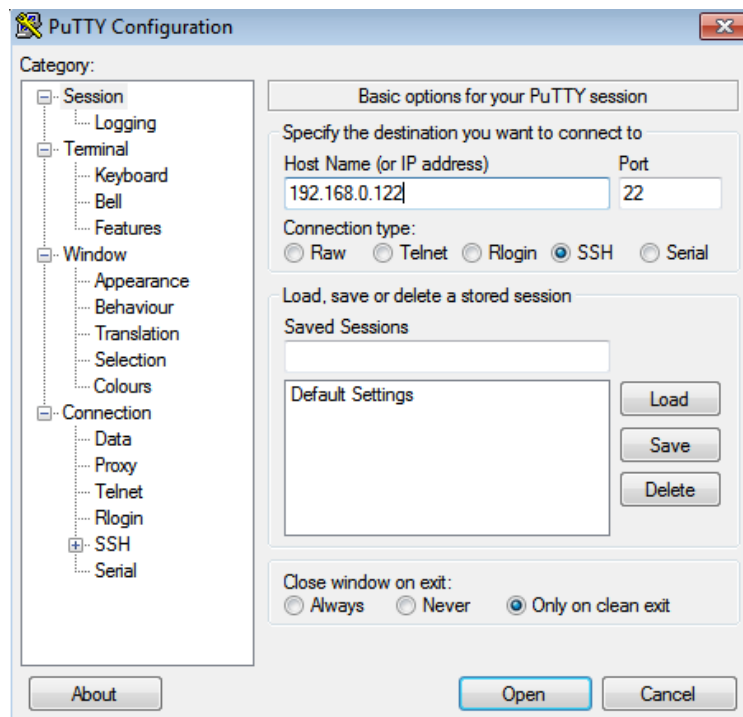 PuTTY Configuration
Category:
Session
Logging
Terminal
Keyboard
Bell
Features
Window
Appearance
Behaviour
Translation
Selection
Colours
Connection
Data
Proxy
Telnet
Rlogin
SSH
Serial
Basic options for your PuTTY session
Specify the destination you want to connect to
Host Name (or IP address) Port
192.168.0.122 22
Connection type:
Raw Telnet Rlogin SSH Serial
Load, save or delete a stored session
Saved Sessions
Default Settings
Load
Save
Delete
Close window on exit:
Always Never Only on clean exit
About Open Cancel